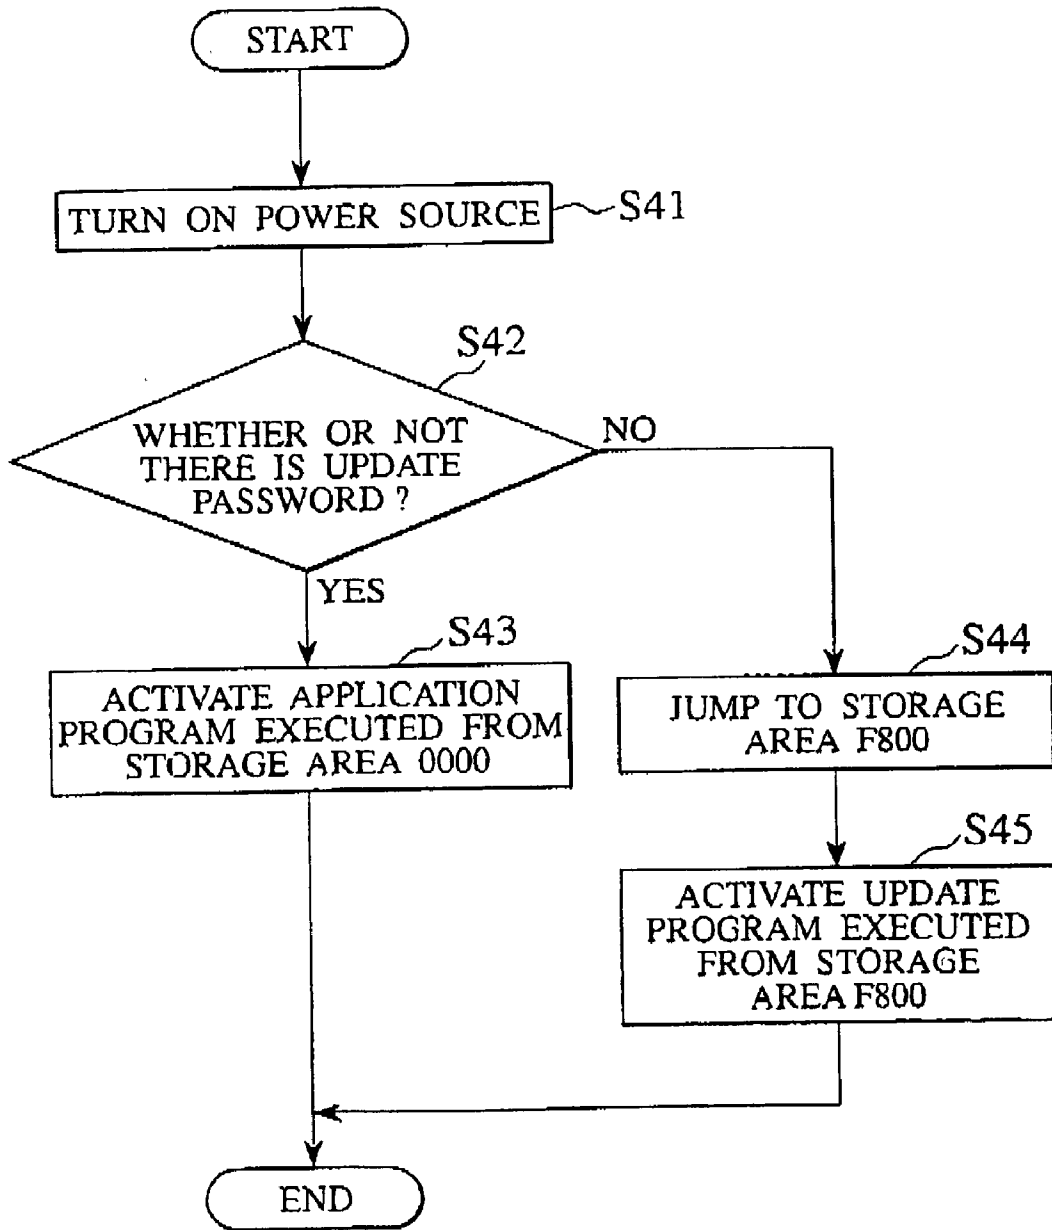 START
TURN ON POWER SOURCE
S41
S42
WHETHER OR NOT
THERE IS UPDATE
PASSWORD ?
NO
YES
S43
ACTIVATE APPLICATION
PROGRAM EXECUTED FROM
STORAGE AREA 0000
S44
JUMP TO STORAGE
AREA F800
S45
ACTIVATE UPDATE
PROGRAM EXECUTED
FROM STORAGE
AREA F800
END